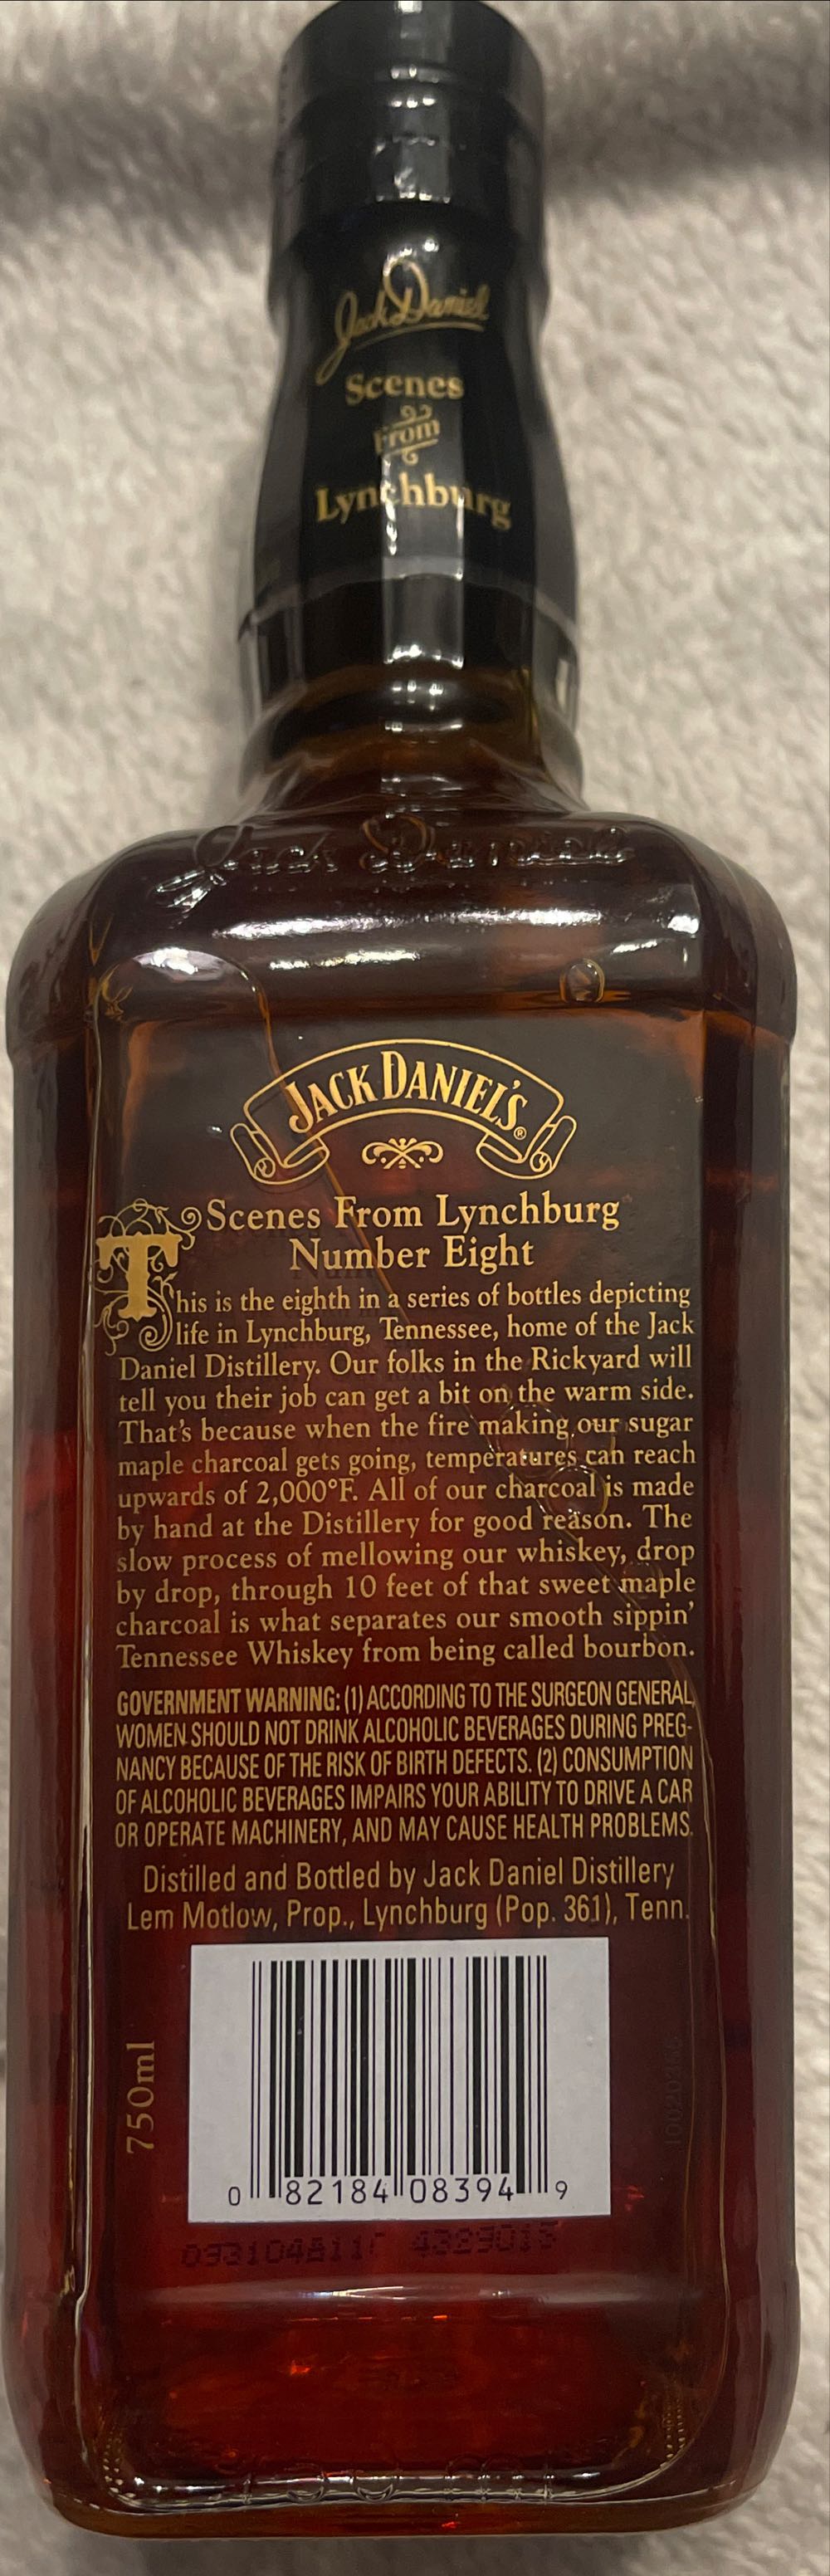 Jack Daniel
Scenes
From
Lynchburg
Jack Daniel
JACK DANIEL'S®
Scenes From Lynchburg
Number Eight
This is the eighth in a series of bottles depicting
life in Lynchburg, Tennessee, home of the Jack
Daniel Distillery. Our folks in the Rickyard will
tell you their job can get a bit on the warm side.
That's because when the fire making our sugar
maple charcoal gets going, temperatures can reach
upwards of 2,000°F. All of our charcoal is made
by hand at the Distillery for good reason. The
slow process of mellowing our whiskey, drop
by drop, through 10 feet of that sweet maple
charcoal is what separates our smooth sippin'
Tennessee Whiskey from being called bourbon.
GOVERNMENT WARNING: (1) ACCORDING TO THE SURGEON GENERAL,
WOMEN SHOULD NOT DRINK ALCOHOLIC BEVERAGES DURING PREG-
NANCY BECAUSE OF THE RISK OF BIRTH DEFECTS. (2) CONSUMPTION
OF ALCOHOLIC BEVERAGES IMPAIRS YOUR ABILITY TO DRIVE A CAR
OR OPERATE MACHINERY, AND MAY CAUSE HEALTH PROBLEMS.
Distilled and Bottled by Jack Daniel Distillery
Lem Motlow, Prop., Lynchburg (Pop. 361), Tenn.
750ml
0 82184 08394 9